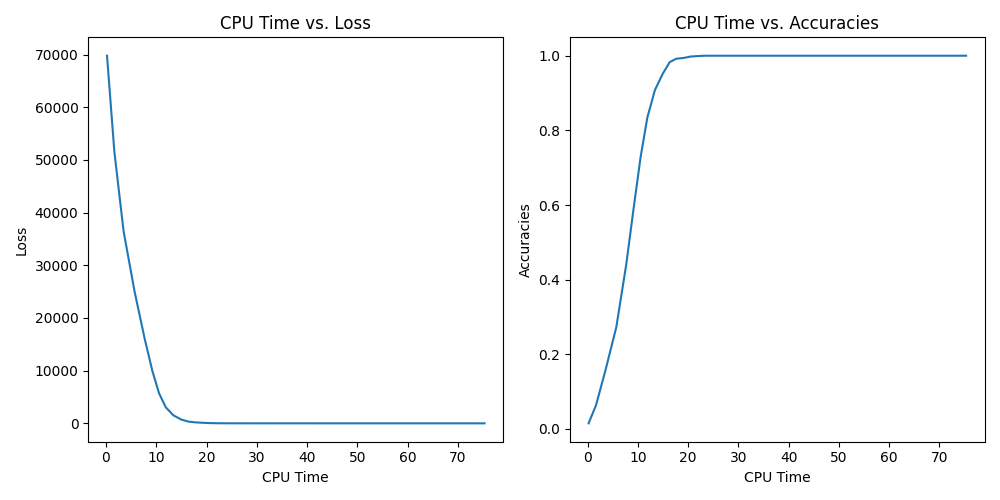 CPU Time vs. Loss
70000
60000
50000
40000
30000
20000
10000
0
Loss
0 10 20 30 40 50 60 70
CPU Time
CPU Time vs. Accuracies
1.0
0.8
0.6
0.4
0.2
0.0
Accuracies
0 10 20 30 40 50 60 70
CPU Time